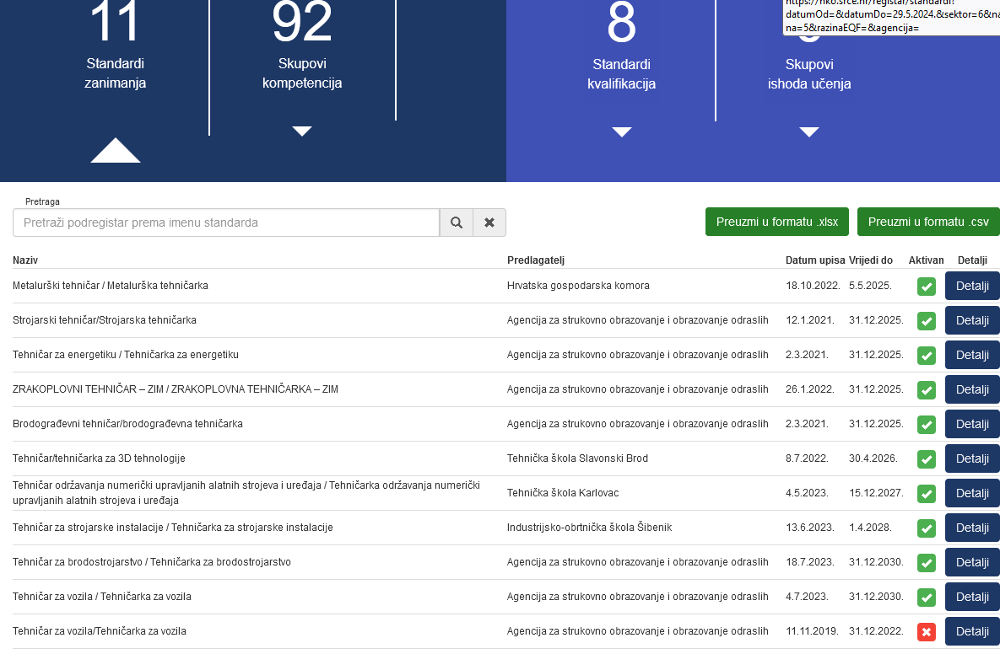 https://hko.srce.hr/registar/standardi?
datumOd=&datumDo=29.5.2024.&sektor=6&na
na=5&razinaEQF=&agencija=
11
92
8
Standardi
zanimanja
Skupovi
kompetencija
Standardi
kvalifikacija
Skupovi
ishoda učenja
Pretraga
Pretraži podregistar prema imenu standarda
Preuzmi u formatu .xlsx
Preuzmi u formatu .csv
Naziv Predlagatelj Datum upisa Vrijedi do Aktivan Detalji
Metalurški tehničar / Metalurška tehničarka Hrvatska gospodarska komora 18.10.2022. 5.5.2025. Detalji
Strojarski tehničar/Strojarska tehničarka Agencija za strukovno obrazovanje i obrazovanje odraslih 12.1.2021. 31.12.2025. Detalji
Tehničar za energetiku / Tehničarka za energetiku Agencija za strukovno obrazovanje i obrazovanje odraslih 2.3.2021. 31.12.2025. Detalji
ZRAKOPLOVNI TEHNIČAR – ZIM / ZRAKOPLOVNA TEHNIČARKA – ZIM Agencija za strukovno obrazovanje i obrazovanje odraslih 26.1.2022. 31.12.2025. Detalji
Brodograđevni tehničar/brodograđevna tehničarka Agencija za strukovno obrazovanje i obrazovanje odraslih 2.3.2021. 31.12.2025. Detalji
Tehničar/tehničarka za 3D tehnologije Tehnička škola Slavonski Brod 8.7.2022. 30.4.2026. Detalji
Tehničar održavanja numerički upravljanih alatnih strojeva i uređaja / Tehničarka održavanja numerički
upravljanih alatnih strojeva i uređaja Tehnička škola Karlovac 4.5.2023. 15.12.2027. Detalji
Tehničar za strojarske instalacije / Tehničarka za strojarske instalacije Industrijsko-obrtnička škola Šibenik 13.6.2023. 1.4.2028. Detalji
Tehničar za brodostrojarstvo / Tehničarka za brodostrojarstvo Agencija za strukovno obrazovanje i obrazovanje odraslih 18.7.2023. 31.12.2030. Detalji
Tehničar za vozila / Tehničarka za vozila Agencija za strukovno obrazovanje i obrazovanje odraslih 4.7.2023. 31.12.2030. Detalji
Tehničar za vozila/Tehničarka za vozila Agencija za strukovno obrazovanje i obrazovanje odraslih 11.11.2019. 31.12.2022. Detalji